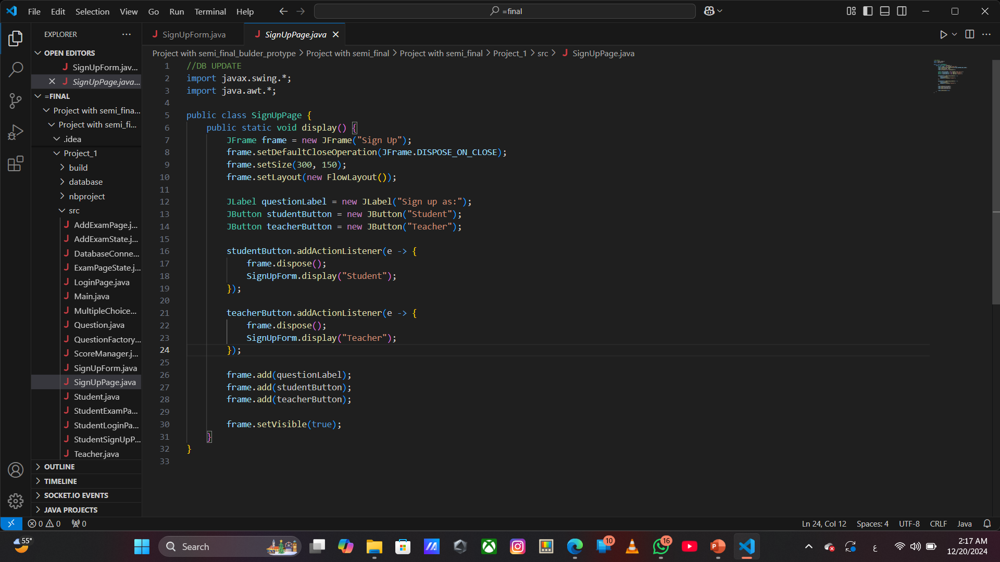 File Edit Selection View Go Run Terminal Help
=final
EXPLORER
OPEN EDITORS
SignUpForm.jav...
SignUpPage.java...
=FINAL
Project with semi_fina...
Project with semi_fi...
.idea
Project_1
build
database
nbproject
src
AddExamPage.j...
AddExamState.j...
DatabaseConne...
ExamPageState.j...
LoginPage.java
Main.java
MultipleChoice...
Question.java
QuestionFactory...
ScoreManager.j...
SignUpForm.java
SignUpPage.java
Student.java
StudentExamPa...
StudentLoginPa...
StudentSignUpP...
Teacher.java
OUTLINE
TIMELINE
SOCKET.IO EVENTS
JAVA PROJECTS
SignUpForm.java
SignUpPage.java
Project with semi_final_bulder_protype > Project with semi_final > Project with semi_final > Project_1 > src > SignUpPage.java
1 //DB UPDATE
2 import javax.swing.*;
3 import java.awt.*;
4
5 public class SignUpPage {
6 public static void display() {
7 JFrame frame = new JFrame("Sign Up");
8 frame.setDefaultCloseOperation(JFrame.DISPOSE_ON_CLOSE);
9 frame.setSize(300, 150);
10 frame.setLayout(new FlowLayout());
11
12 JLabel questionLabel = new JLabel("Sign up as:");
13 JButton studentButton = new JButton("Student");
14 JButton teacherButton = new JButton("Teacher");
15
16 studentButton.addActionListener(e -> {
17 frame.dispose();
18 SignUpForm.display("Student");
19 });
20
21 teacherButton.addActionListener(e -> {
22 frame.dispose();
23 SignUpForm.display("Teacher");
24 });
25
26 frame.add(questionLabel);
27 frame.add(studentButton);
28 frame.add(teacherButton);
29
30 frame.setVisible(true);
31 }
32 }
33
0 0 0
Ln 24, Col 12 Spaces: 4 UTF-8 CRLF Java
55°
Search
10
16
ع
2:17 AM
12/20/2024